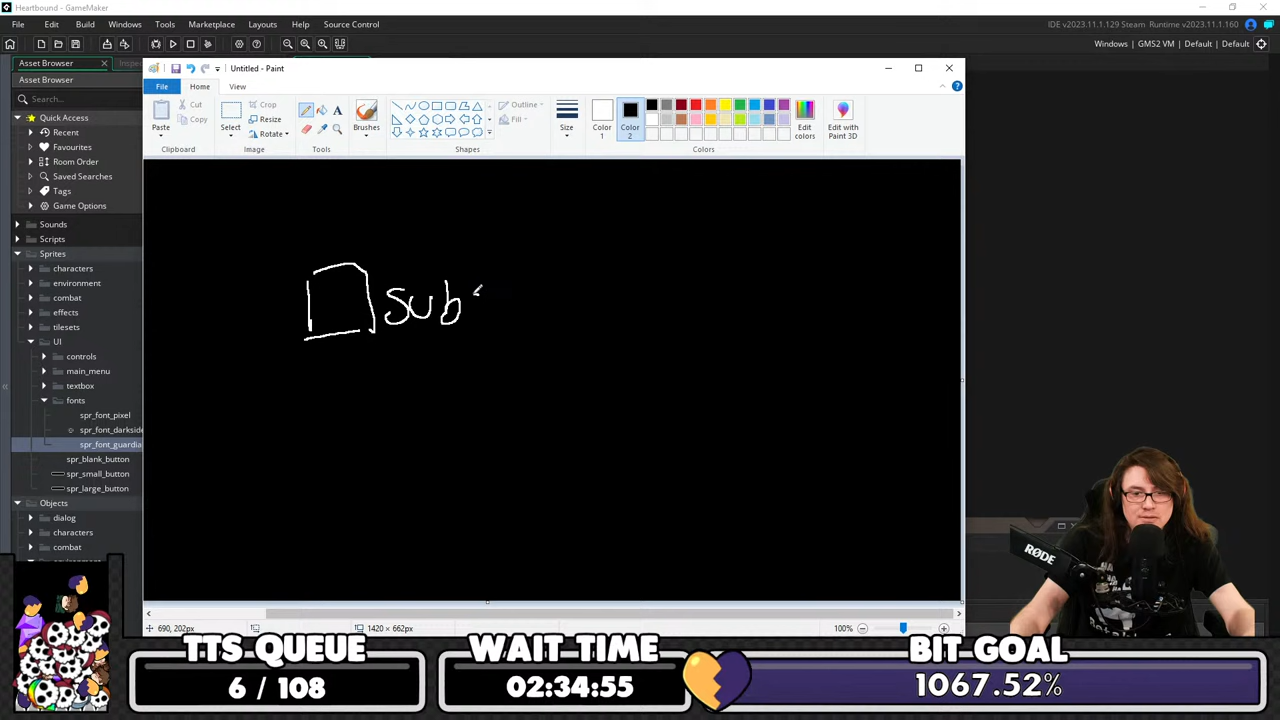 Heartbound - GameMaker
File Edit Build Windows Tools Marketplace Layouts Help Source Control
IDE v2023.11.1.129 Steam Runtime v2023.11.1.160
Windows | GMS2 VM | Default | Default
Asset Browser
Asset Browser
Search...
Quick Access
Recent
Favourites
Room Order
Saved Searches
Tags
Game Options
Sounds
Scripts
Sprites
characters
environment
combat
effects
tilesets
UI
controls
main_menu
textbox
fonts
spr_font_pixel
spr_font_darkside
spr_font_guardia
spr_blank_button
spr_small_button
spr_large_button
Objects
dialog
characters
combat
Untitled - Paint
File Home View
Paste
Cut
Copy
Clipboard
Select
Crop
Resize
Rotate
Image
Tools
Brushes
Shapes
Outline
Fill
Size
Color 1
Color 2
Edit colors
Edit with Paint 3D
Colors
Sub
690, 202px
1420 × 662px
100%
RØDE
TTS QUEUE
6 / 108
WAIT TIME
02:34:55
BIT GOAL
1067.52%